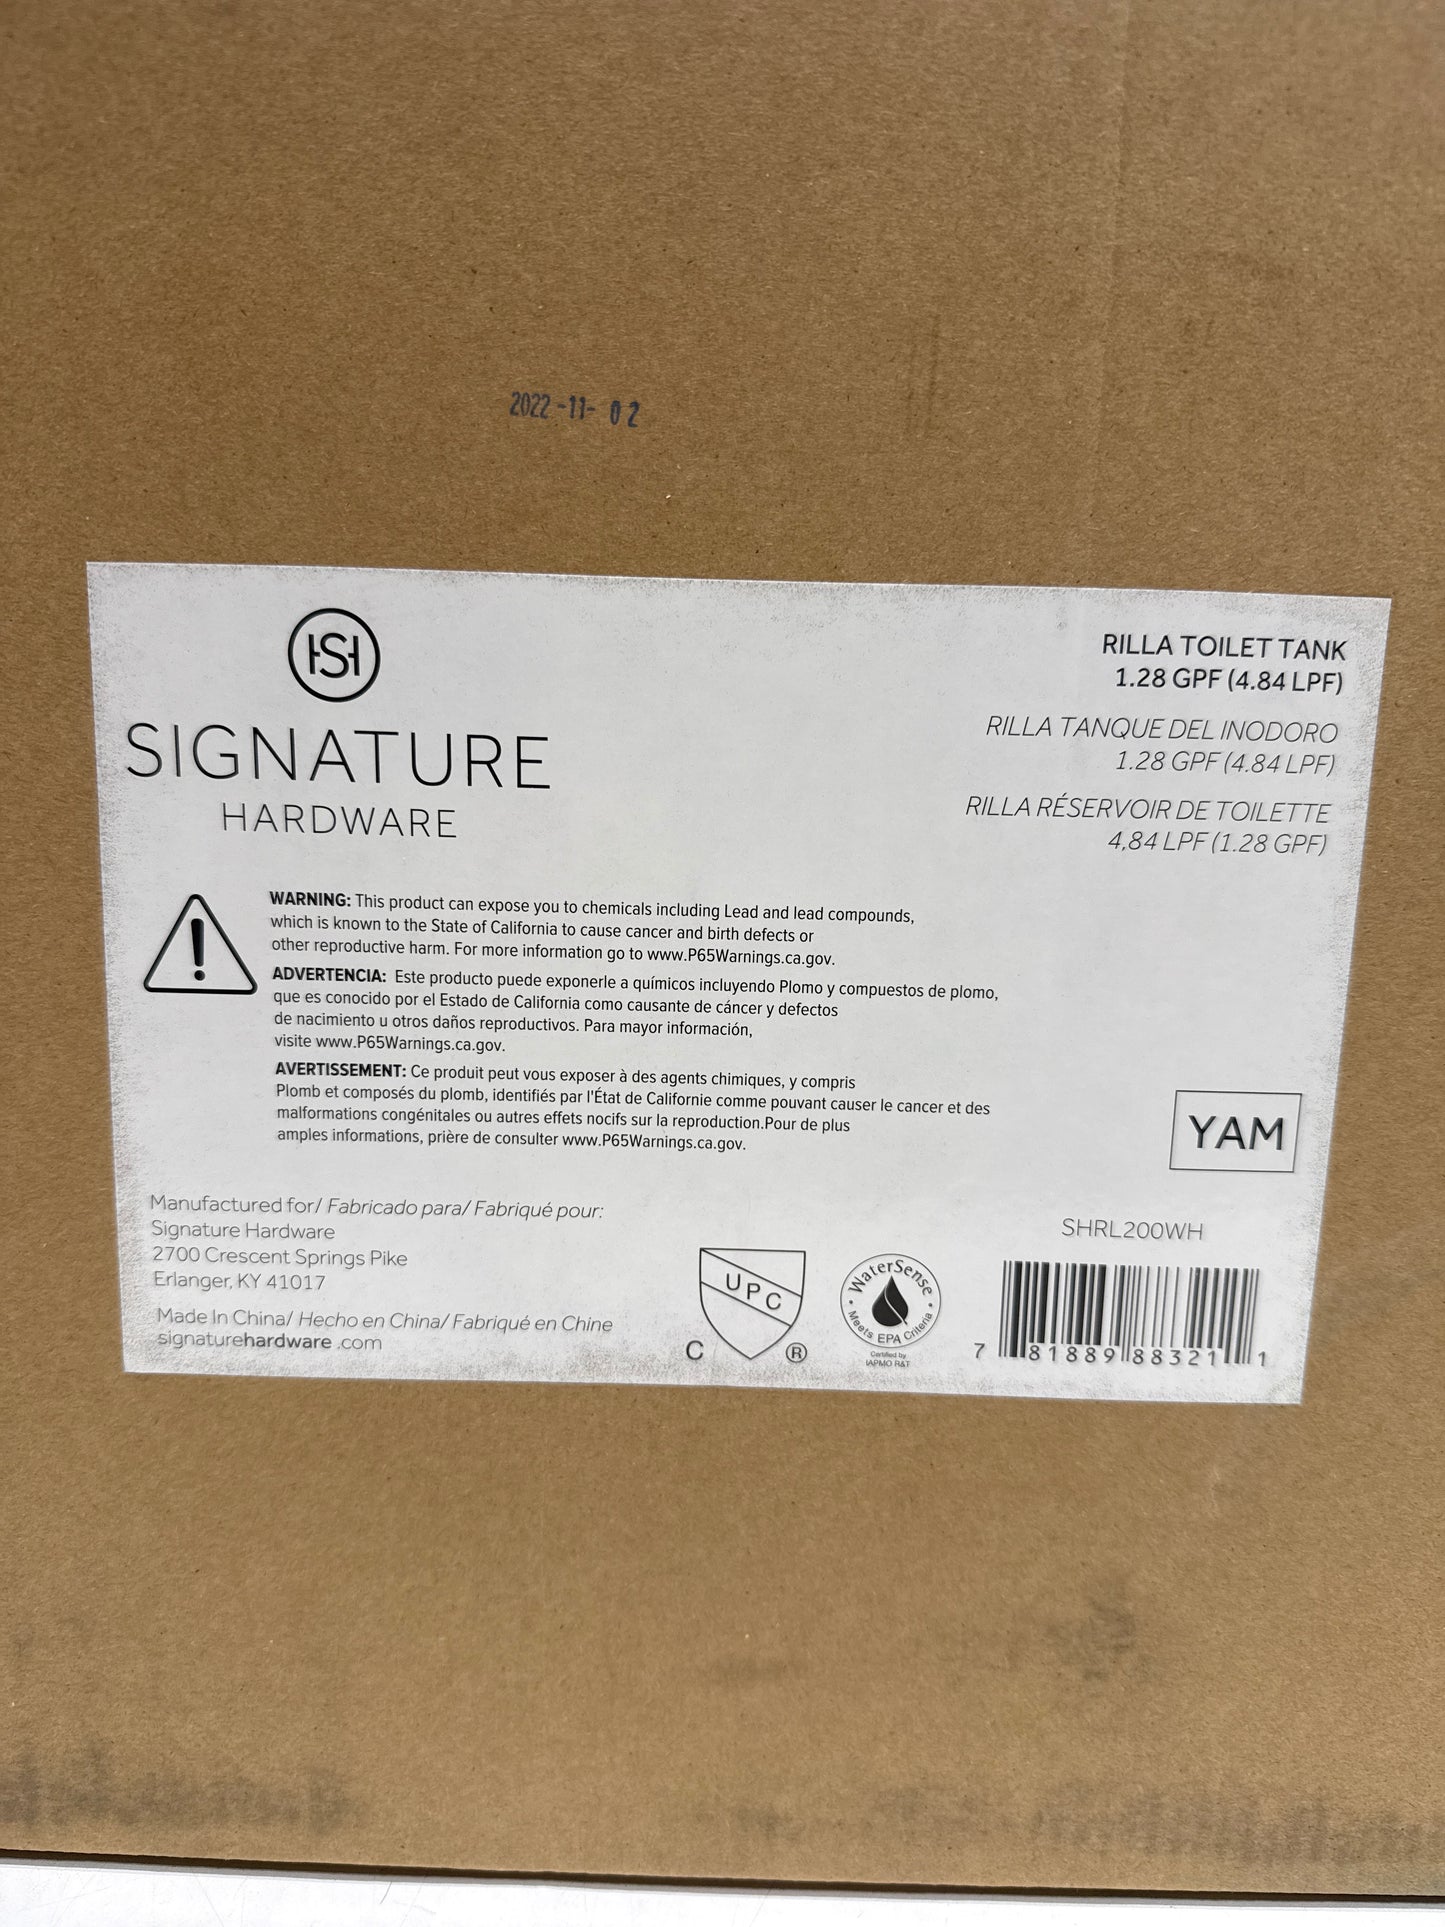 2022-11-02
HSH
SIGNATURE
HARDWARE
RILLA TOILET TANK
1.28 GPF (4.84 LPF)
RILLA TANQUE DEL INODORO
1.28 GPF (4.84 LPF)
RILLA RÉSERVOIR DE TOILETTE
4,84 LPF (1.28 GPF)
WARNING: This product can expose you to chemicals including Lead and lead compounds,
which is known to the State of California to cause cancer and birth defects or
other reproductive harm. For more information go to www.P65Warnings.ca.gov.
ADVERTENCIA: Este producto puede exponerle a químicos incluyendo Plomo y compuestos de plomo,
que es conocido por el Estado de California como causante de cáncer y defectos
de nacimiento u otros daños reproductivos. Para mayor información,
visite www.P65Warnings.ca.gov.
AVERTISSEMENT: Ce produit peut vous exposer à des agents chimiques, y compris
Plomb et composés du plomb, identifiés par l'État de Californie comme pouvant causer le cancer et des
malformations congénitales ou autres effets nocifs sur la reproduction.Pour de plus
amples informations, prière de consulter www.P65Warnings.ca.gov.
YAM
Manufactured for/ Fabricado para/ Fabriqué pour:
Signature Hardware
2700 Crescent Springs Pike
Erlanger, KY 41017
Made In China/ Hecho en China/ Fabriqué en Chine
signaturehardware .com
UPC
C ®
WaterSense
Meets EPA Criteria
Certified by
IAPMO R&T
SHRL200WH
7 81889 88321 1